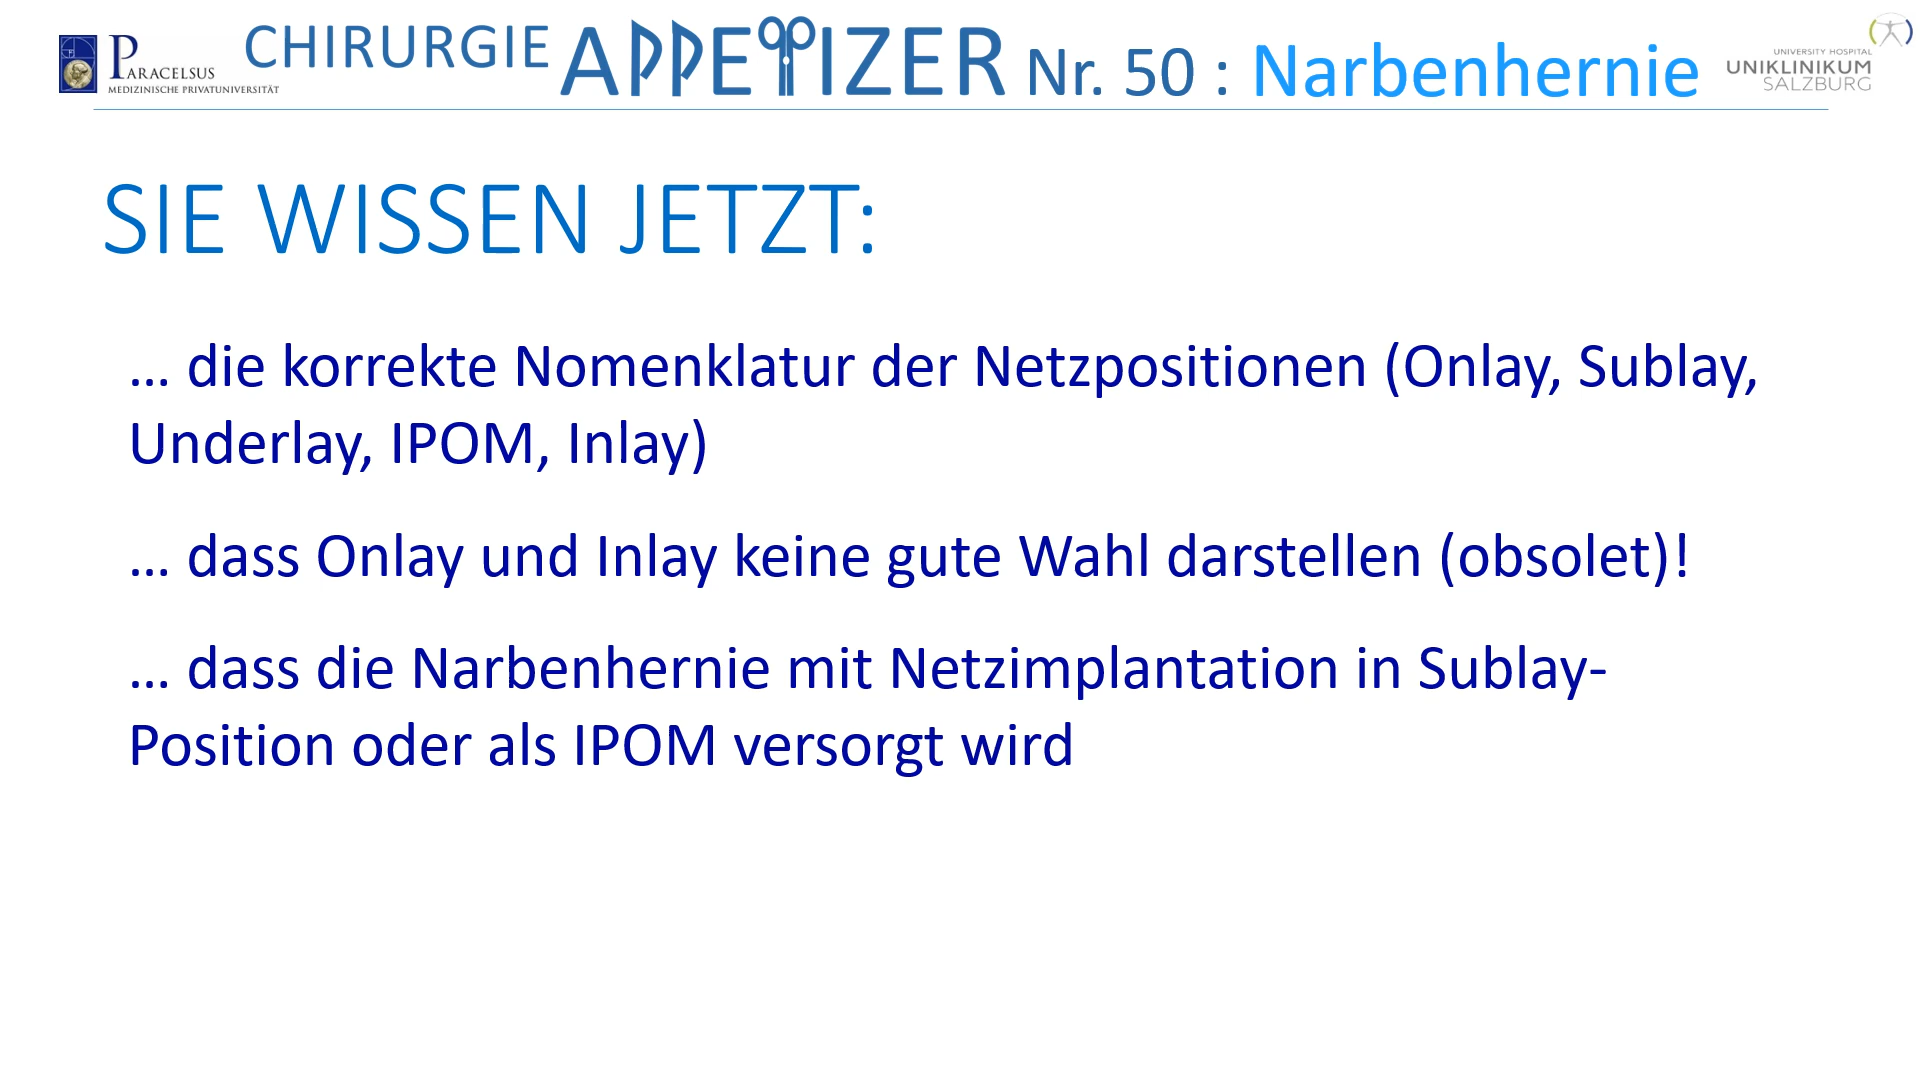 PARACELSUS
MEDIZINISCHE PRIVATUNIVERSITÄT
CHIRURGIE APPETIZER Nr. 50 : Narbenhernie
UNIVERSITY HOSPITAL
UNIKLINIKUM
SALZBURG
SIE WISSEN JETZT:
... die korrekte Nomenklatur der Netzpositionen (Onlay, Sublay,
Underlay, IPOM, Inlay)
... dass Onlay und Inlay keine gute Wahl darstellen (obsolet)!
... dass die Narbenhernie mit Netzimplantation in Sublay-
Position oder als IPOM versorgt wird